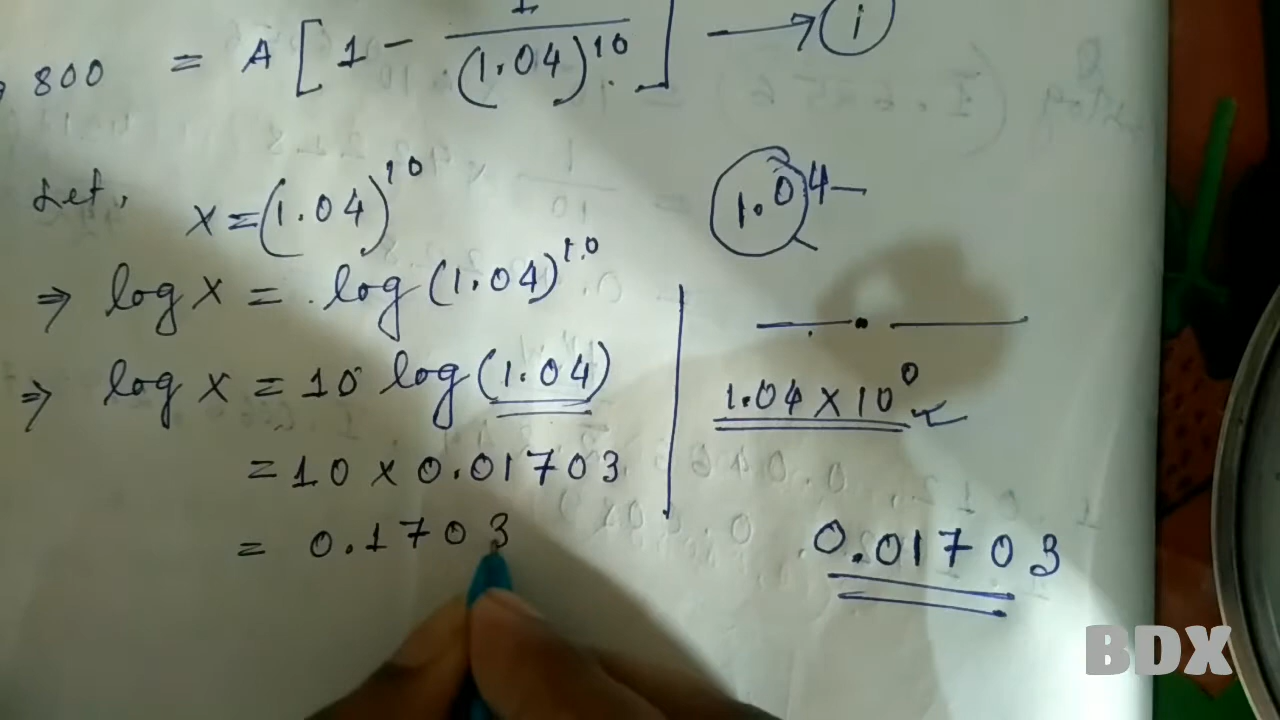 800 = A [ 1 - 1/(1.04)^10 ] → (i)
Let, x = (1.04)^10
⇒ log x = log (1.04)^10
⇒ log x = 10 log (1.04)
= 10 × 0.01703
= 0.1703
1.04
1.04 × 10^0
0.01703
BDX